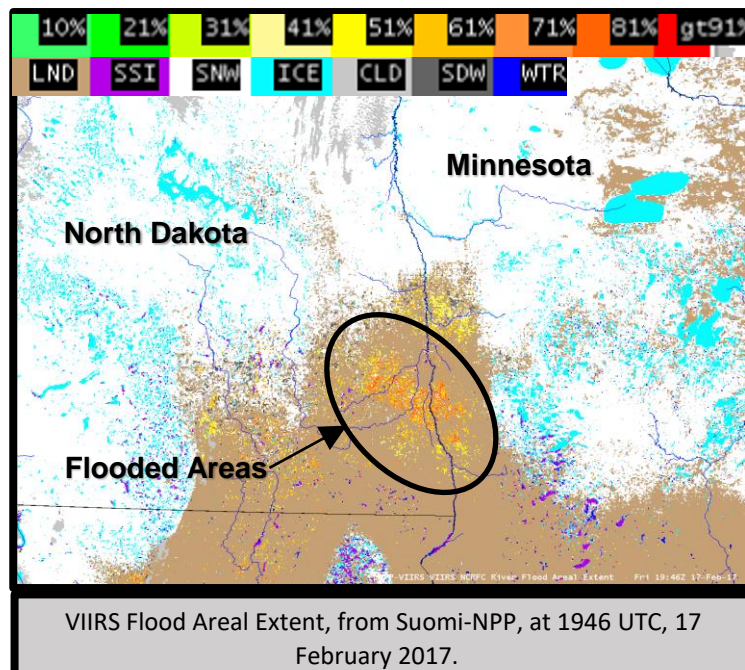 10% 21% 31% 41% 51% 61% 71% 81% gt91%
LND SSI SNW ICE CLD SDW WTR
Minnesota
North Dakota
Flooded Areas
VIIRS NCRFC River Flood Areal Extent Fri 19:46Z 17-Feb-17
VIIRS Flood Areal Extent, from Suomi-NPP, at 1946 UTC, 17
February 2017.